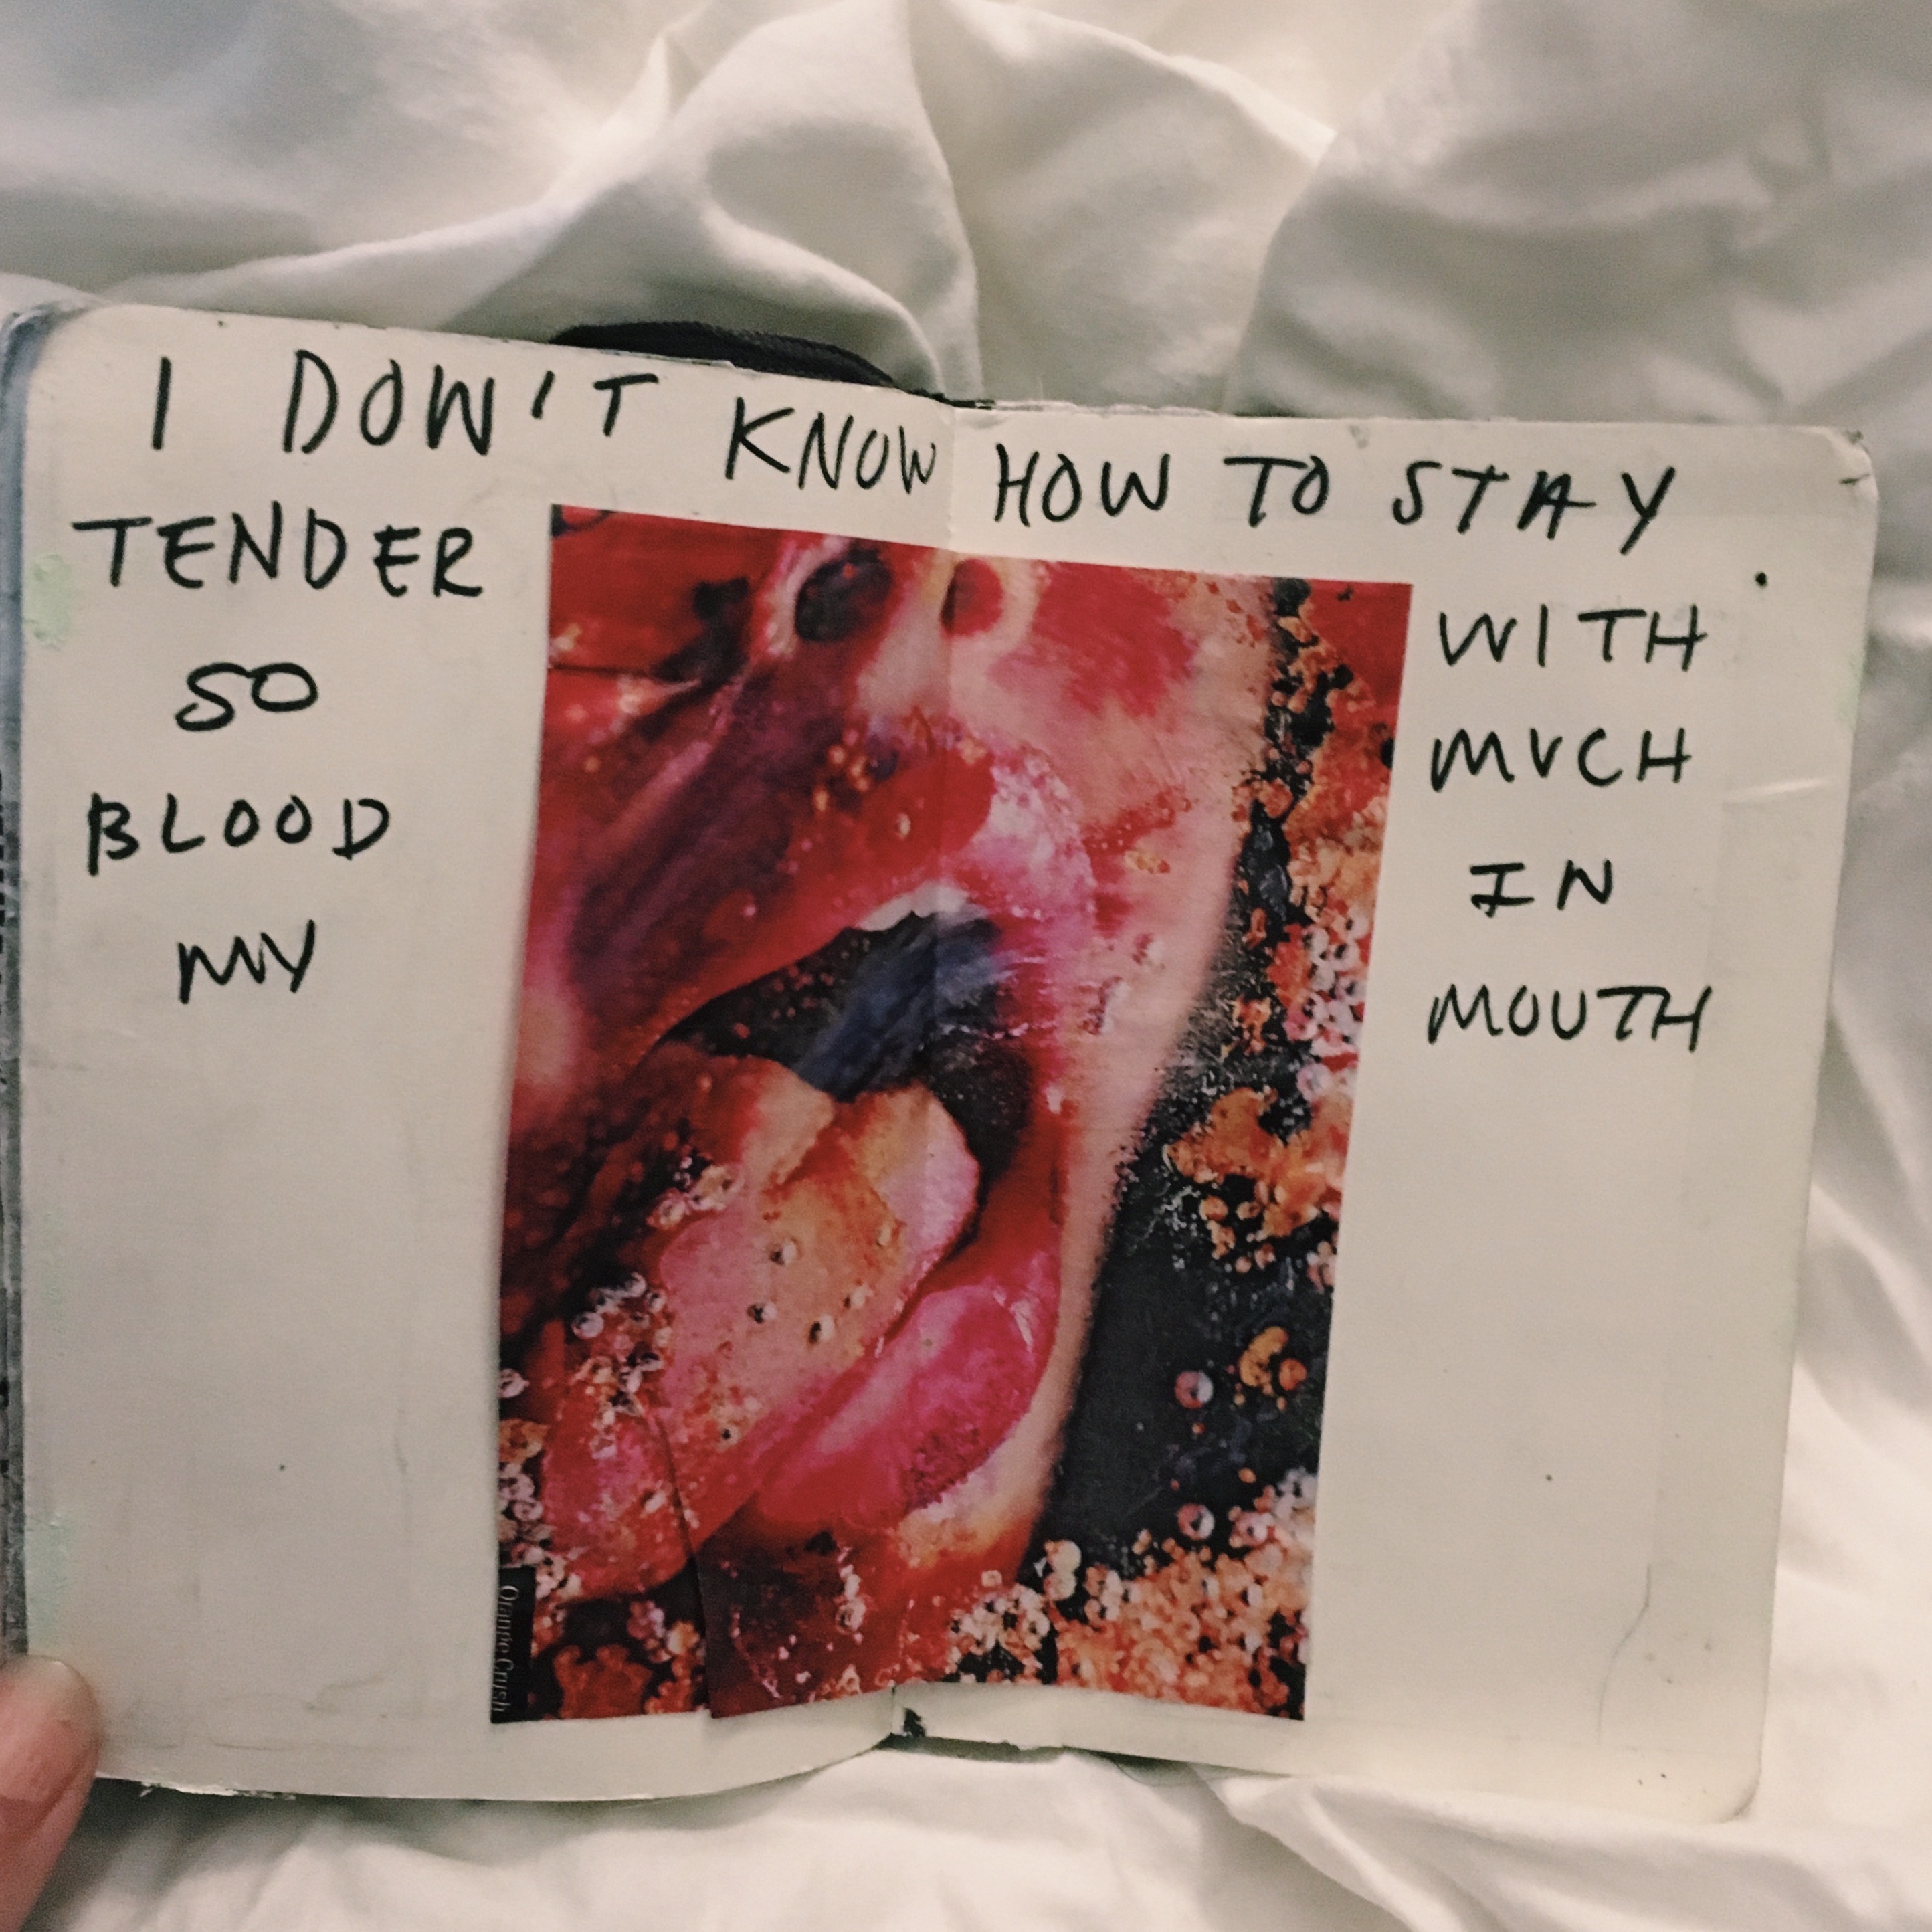 I DON'T KNOW HOW TO STAY
TENDER WITH
SO MUCH
BLOOD IN
MY MOUTH
Orange Crush